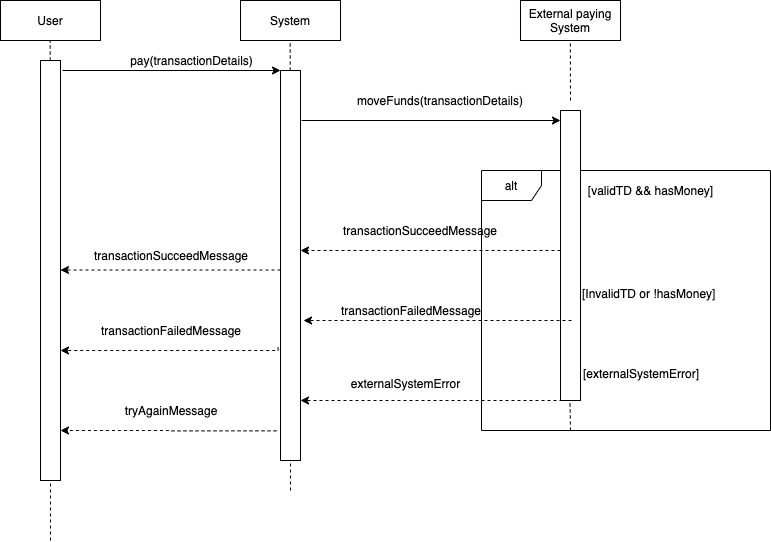 User
System
External paying
System
pay(transactionDetails)
moveFunds(transactionDetails)
alt
[validTD && hasMoney]
transactionSucceedMessage
transactionSucceedMessage
[InvalidTD or !hasMoney]
transactionFailedMessage
transactionFailedMessage
[externalSystemError]
externalSystemError
tryAgainMessage